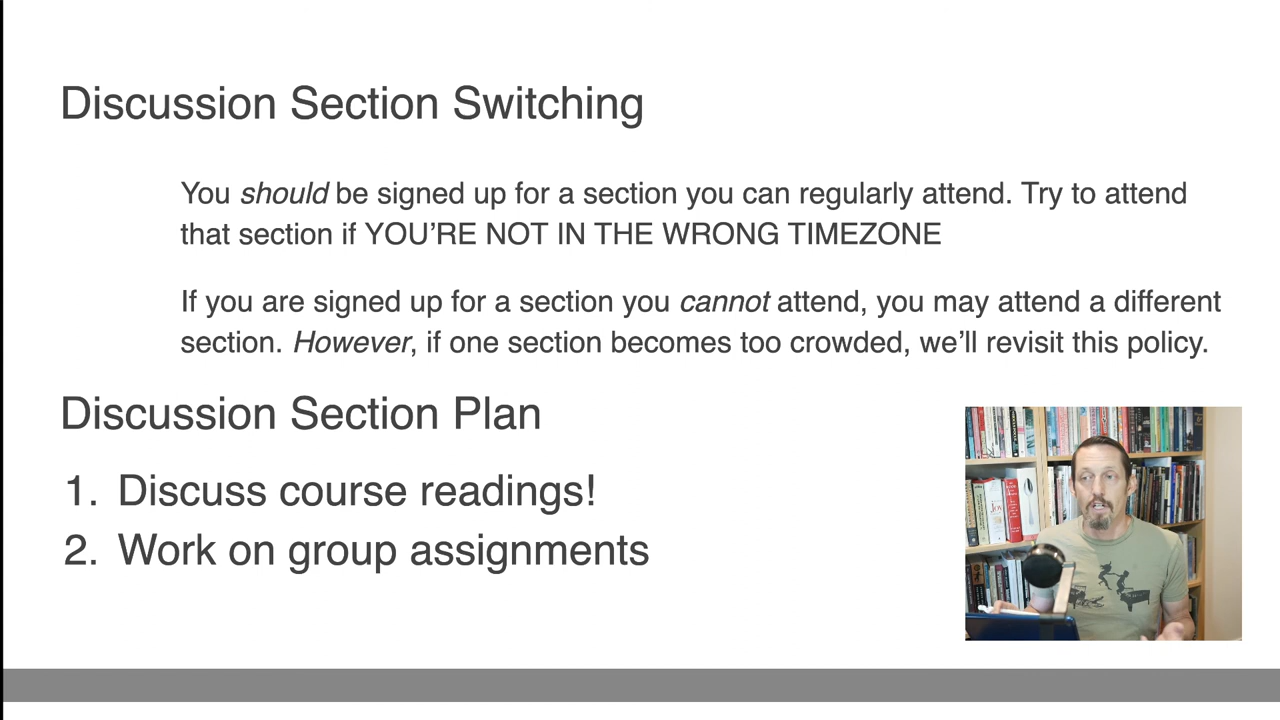 Discussion Section Switching
You should be signed up for a section you can regularly attend. Try to attend
that section if YOU'RE NOT IN THE WRONG TIMEZONE
If you are signed up for a section you cannot attend, you may attend a different
section. However, if one section becomes too crowded, we'll revisit this policy.
Discussion Section Plan
1. Discuss course readings!
2. Work on group assignments